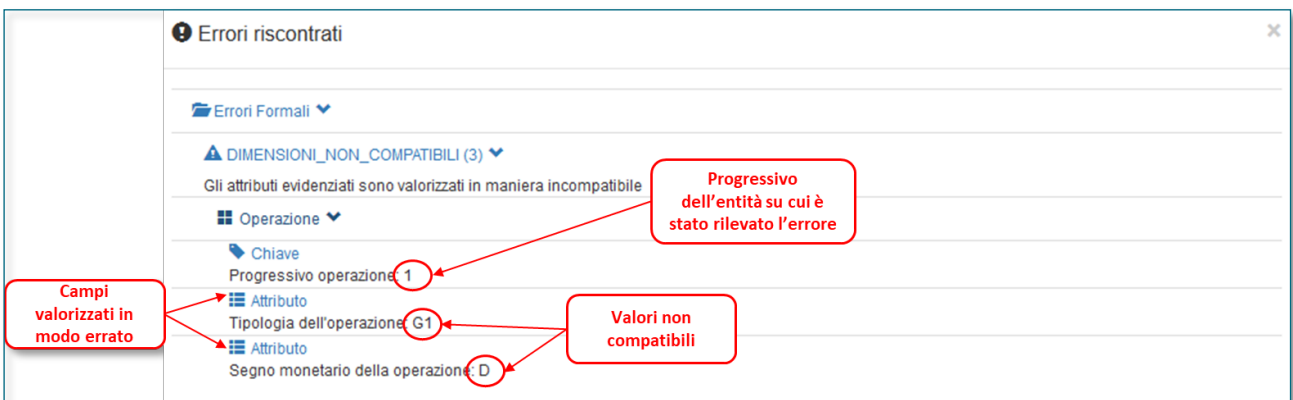 Errori riscontrati
×
Errori Formali
DIMENSIONI_NON_COMPATIBILI (3)
Gli attributi evidenziati sono valorizzati in maniera incompatibile
Progressivo
dell'entità su cui è
stato rilevato l'errore
Operazione
Chiave
Progressivo operazione: 1
Campi
valorizzati in
modo errato
Attributo
Tipologia dell'operazione: G1
Valori non
compatibili
Attributo
Segno monetario della operazione: D